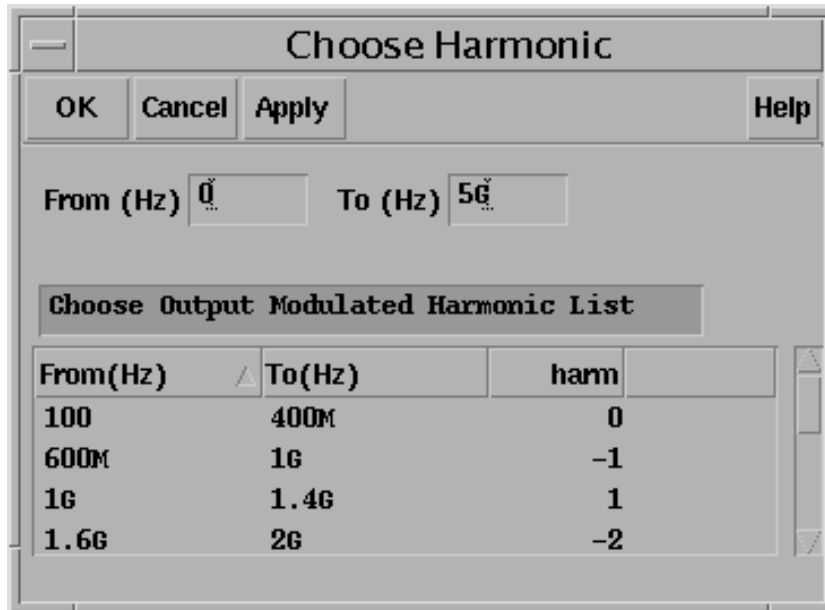 Choose Harmonic
OK Cancel Apply Help
From (Hz) 0 To (Hz) 5G
Choose Output Modulated Harmonic List
From(Hz) To(Hz) harm
100 400M 0
600M 1G -1
1G 1.4G 1
1.6G 2G -2